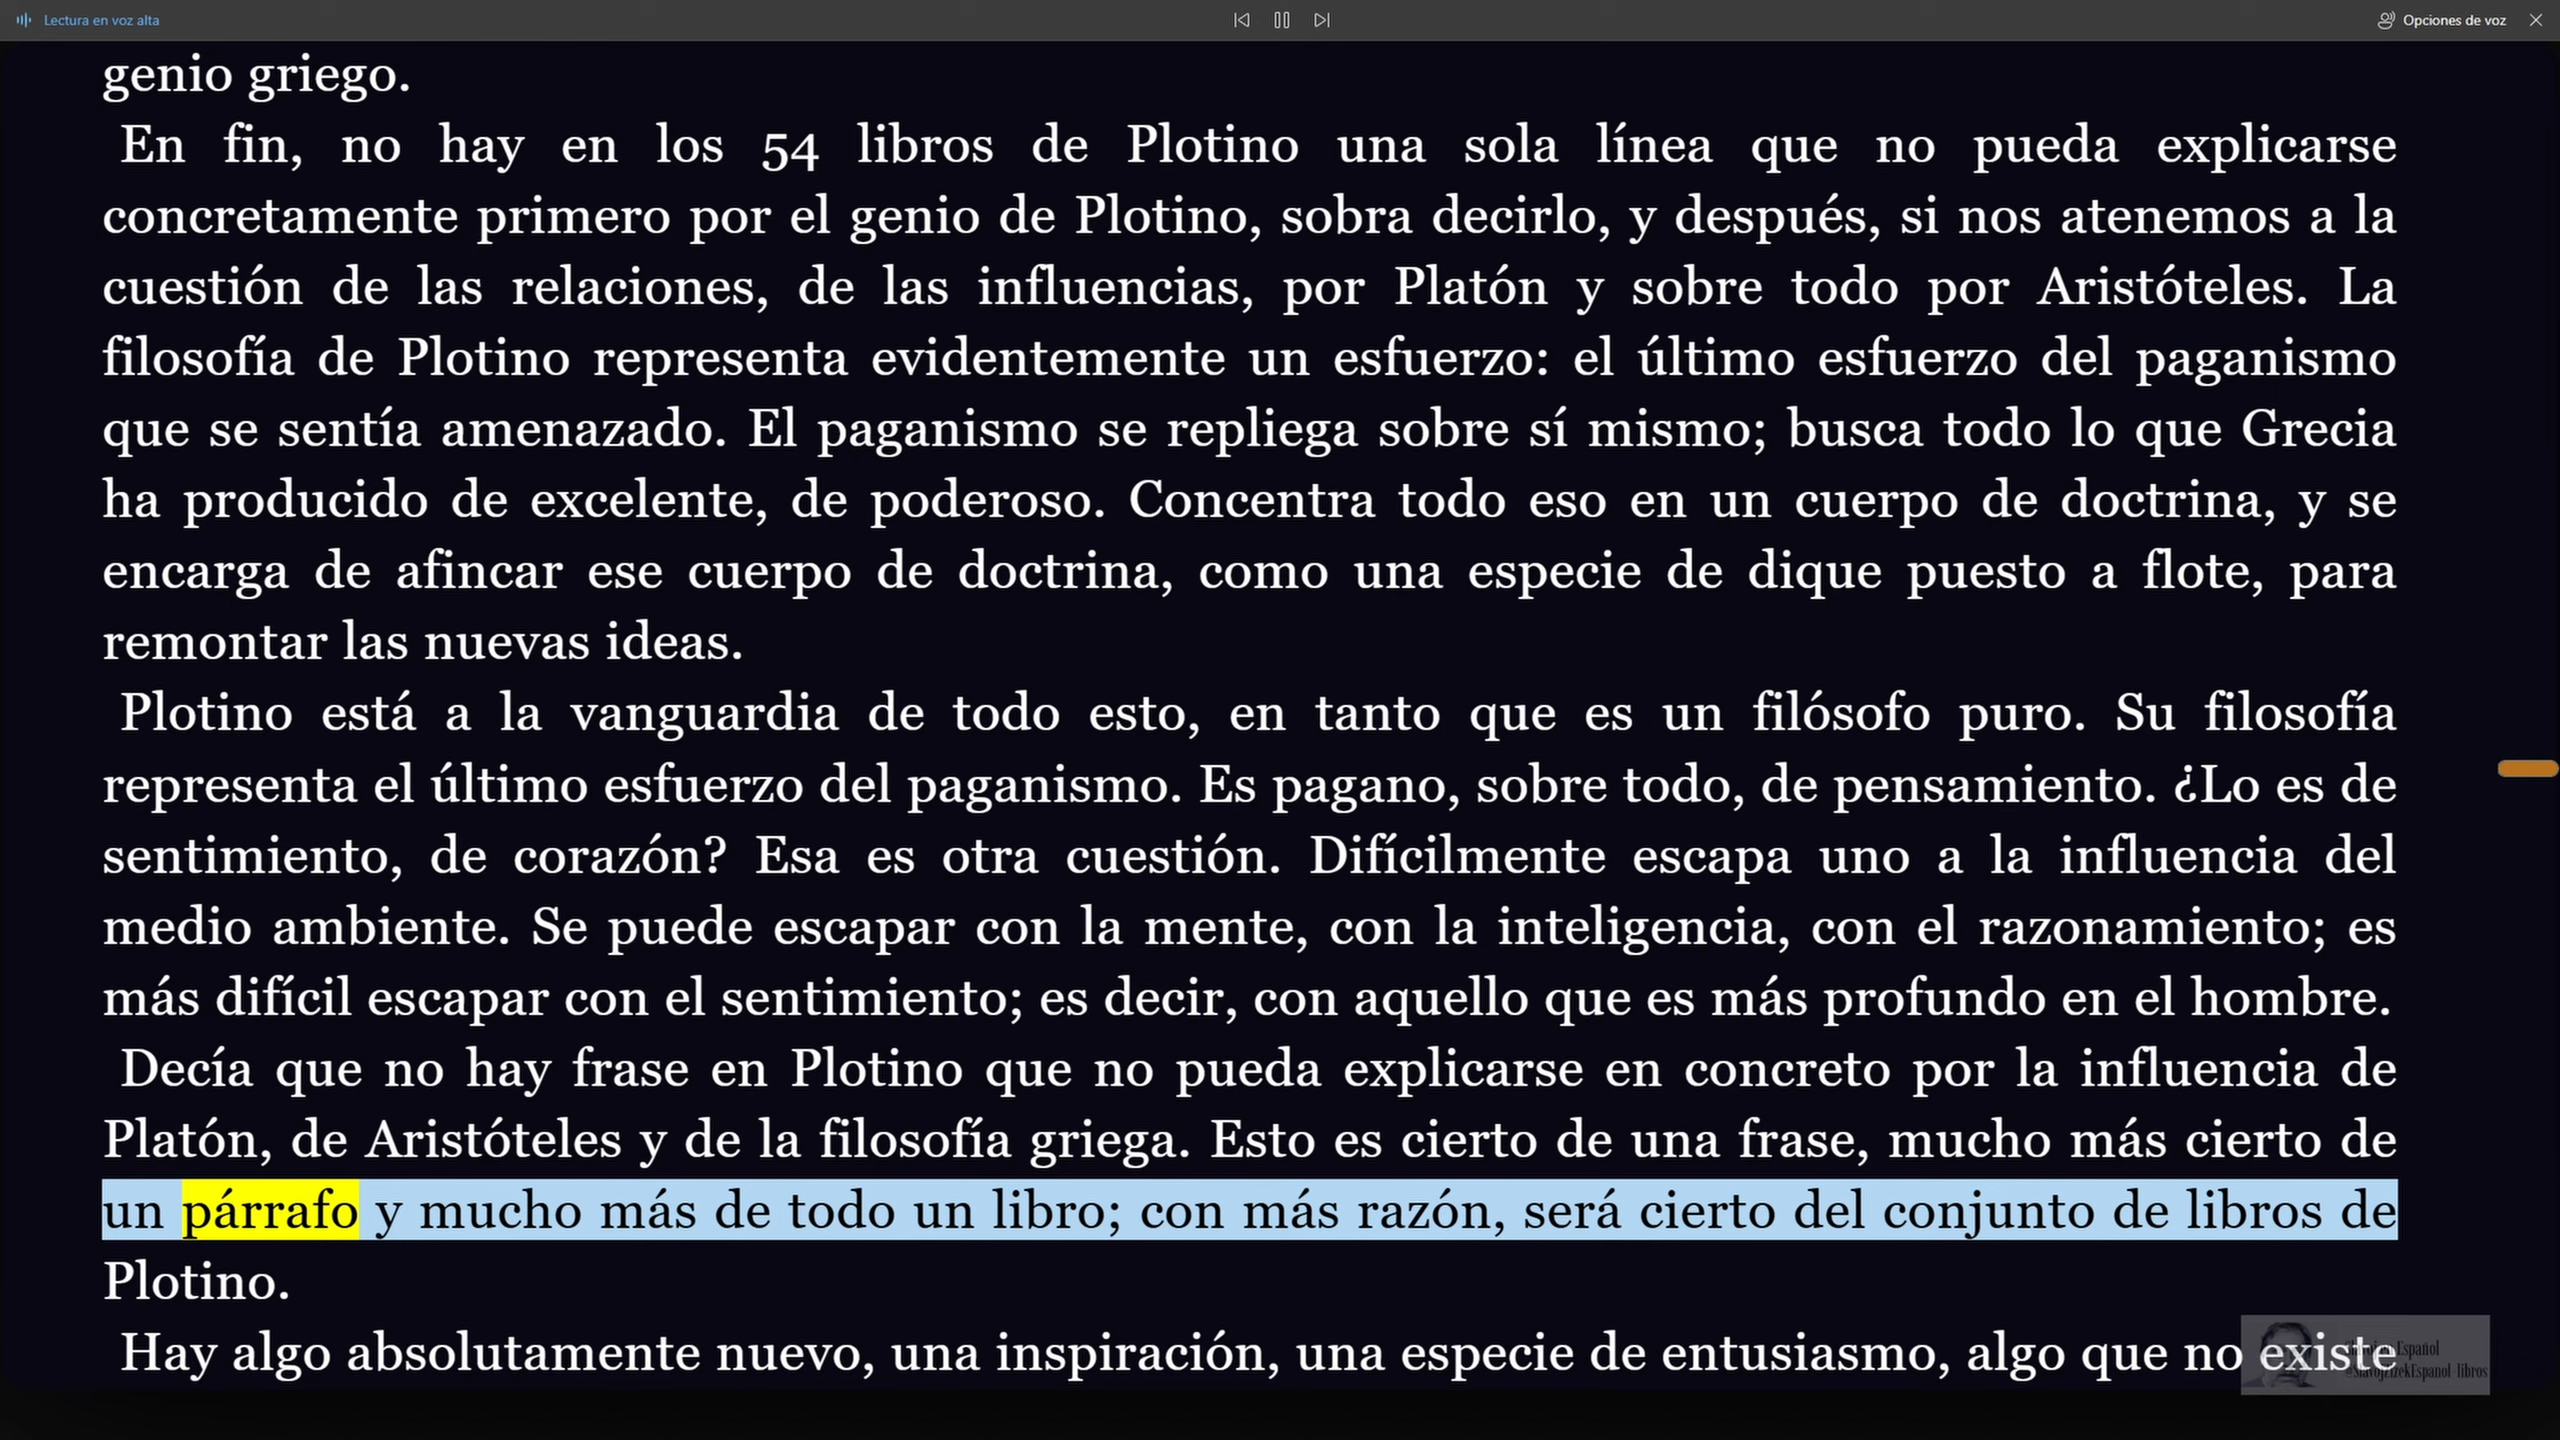 Lectura en voz alta
Opciones de voz
genio griego.
En fin, no hay en los 54 libros de Plotino una sola línea que no pueda explicarse
concretamente primero por el genio de Plotino, sobra decirlo, y después, si nos atenemos a la
cuestión de las relaciones, de las influencias, por Platón y sobre todo por Aristóteles. La
filosofía de Plotino representa evidentemente un esfuerzo: el último esfuerzo del paganismo
que se sentía amenazado. El paganismo se repliega sobre sí mismo; busca todo lo que Grecia
ha producido de excelente, de poderoso. Concentra todo eso en un cuerpo de doctrina, y se
encarga de afincar ese cuerpo de doctrina, como una especie de dique puesto a flote, para
remontar las nuevas ideas.
Plotino está a la vanguardia de todo esto, en tanto que es un filósofo puro. Su filosofía
representa el último esfuerzo del paganismo. Es pagano, sobre todo, de pensamiento. ¿Lo es de
sentimiento, de corazón? Esa es otra cuestión. Difícilmente escapa uno a la influencia del
medio ambiente. Se puede escapar con la mente, con la inteligencia, con el razonamiento; es
más difícil escapar con el sentimiento; es decir, con aquello que es más profundo en el hombre.
Decía que no hay frase en Plotino que no pueda explicarse en concreto por la influencia de
Platón, de Aristóteles y de la filosofía griega. Esto es cierto de una frase, mucho más cierto de
un párrafo y mucho más de todo un libro; con más razón, será cierto del conjunto de libros de
Plotino.
Hay algo absolutamente nuevo, una inspiración, una especie de entusiasmo, algo que no existe
Español